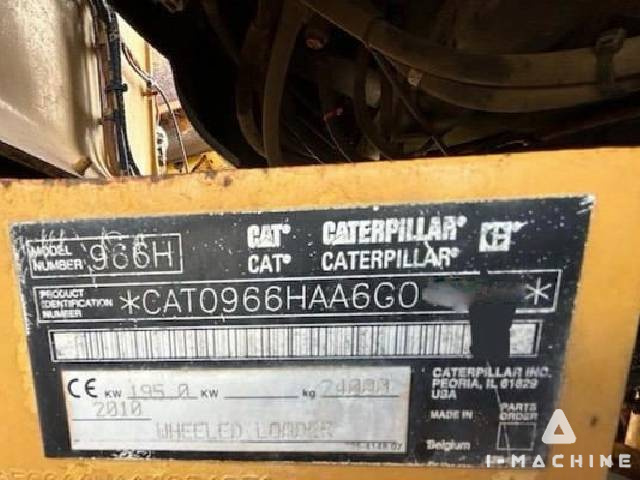 MODEL NUMBER 966H
CAT® CATERPILLAR®
CAT® CATERPILLAR®
PRODUCT IDENTIFICATION NUMBER *CAT0966HAA6G0 *
CE KW 195.0 KW kg
2010
WHEELED LOADER
CATERPILLAR INC.
PEORIA, IL 61629
USA
MADE IN
Belgium
PARTS ORDER
I-MACHINE